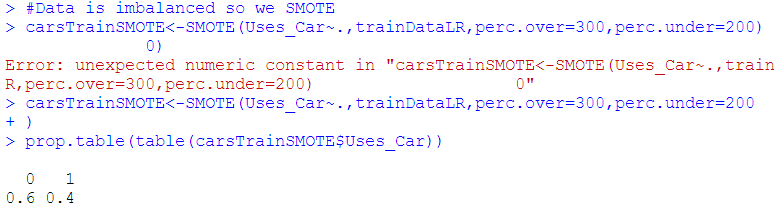 > #Data is imbalanced so we SMOTE
> carsTrainSMOTE<-SMOTE(Uses_Car~.,trainDataLR,perc.over=300,perc.under=200)
0)
Error: unexpected numeric constant in "carsTrainSMOTE<-SMOTE(Uses_Car~.,train
R,perc.over=300,perc.under=200)                    0"
> carsTrainSMOTE<-SMOTE(Uses_Car~.,trainDataLR,perc.over=300,perc.under=200
+ )
> prop.table(table(carsTrainSMOTE$Uses_Car))
0   1
0.6 0.4